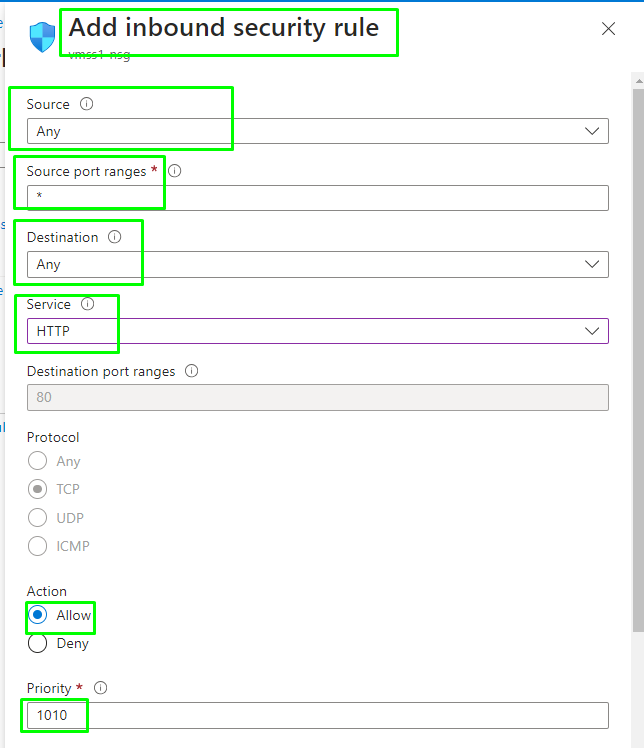 Add inbound security rule
vmss1-nsg
Source
Any
Source port ranges *
*
Destination
Any
Service
HTTP
Destination port ranges
80
Protocol
Any
TCP
UDP
ICMP
Action
Allow
Deny
Priority *
1010